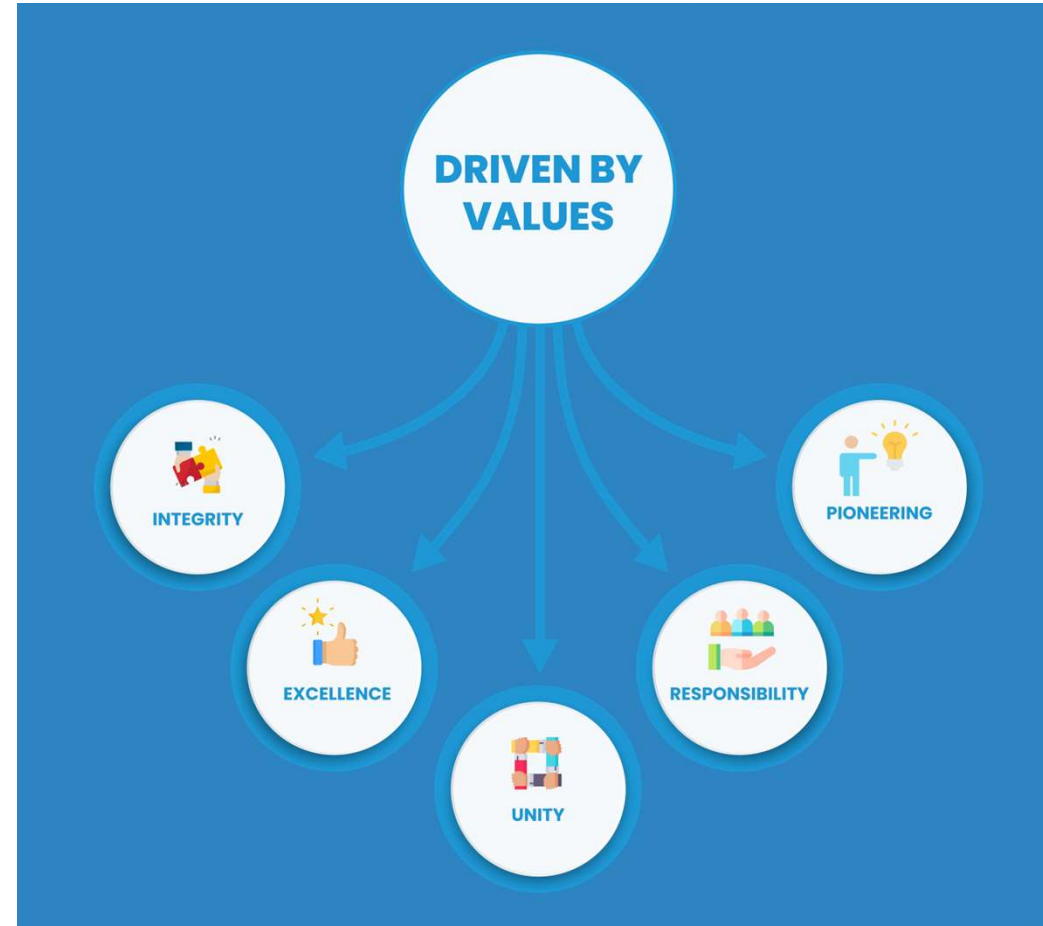 DRIVEN BY
VALUES
INTEGRITY
EXCELLENCE
UNITY
RESPONSIBILITY
PIONEERING